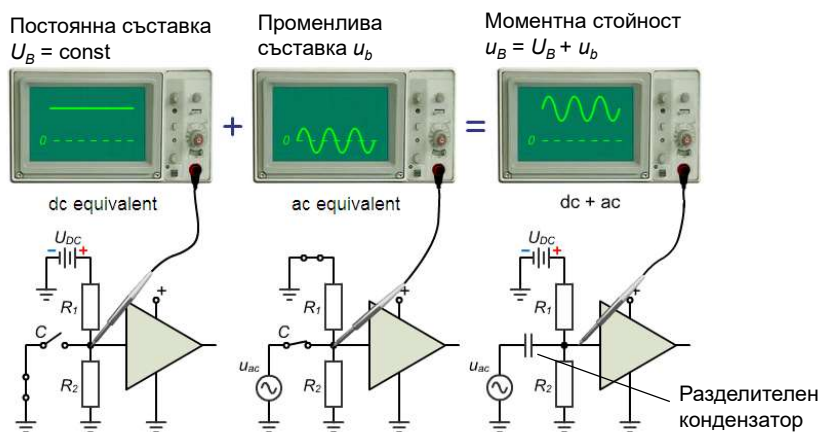 Постоянна съставка
U_B = const
Променлива
съставка u_b
Моментна стойност
u_B = U_B + u_b
0
+
0
=
0
dc equivalent
ac equivalent
dc + ac
U_DC
- +
R_1
+
C
R_2
R_1
+
C
u_ac
R_2
U_DC
- +
R_1
+
C
u_ac
R_2
Разделителен
кондензатор